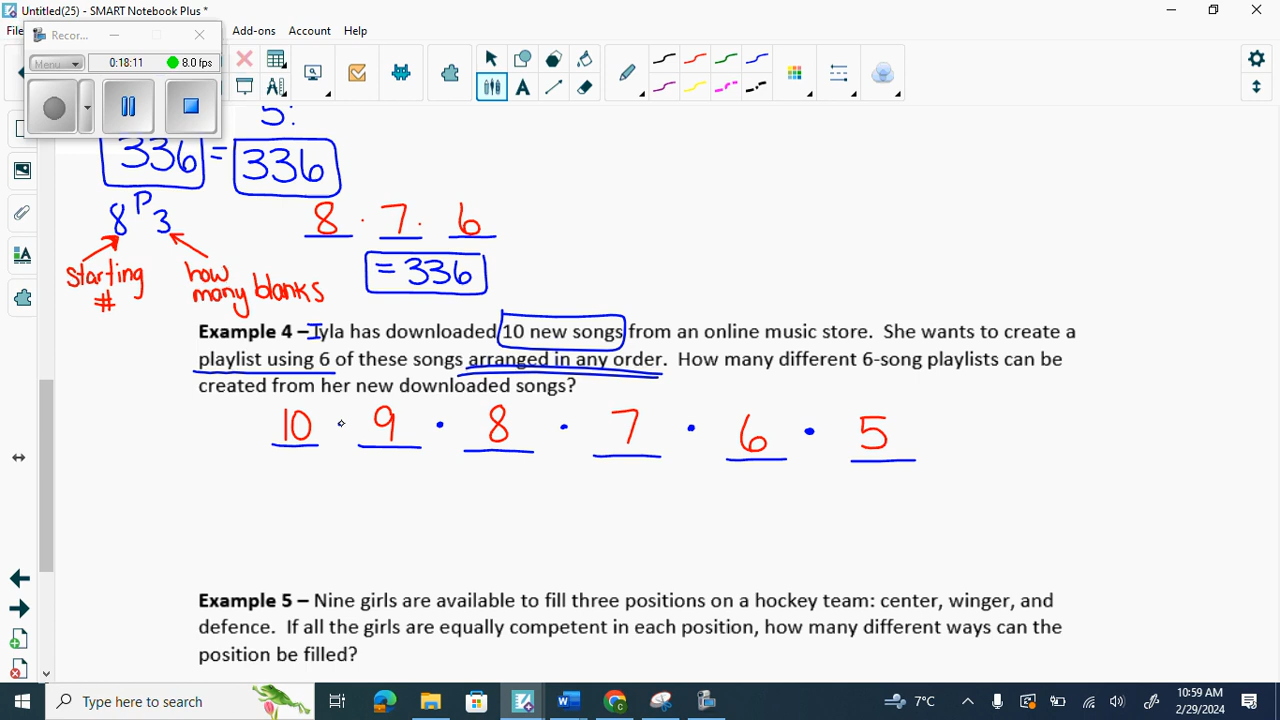 Untitled(25) - SMART Notebook Plus *
Recor...
File
Add-ons Account Help
Menu
0:18:11
8.0 fps
5!
336 = 336
8 P 3
8 · 7 · 6
= 336
starting
#
how
many blanks
Example 4 – Iyla has downloaded 10 new songs from an online music store. She wants to create a
playlist using 6 of these songs arranged in any order. How many different 6-song playlists can be
created from her new downloaded songs?
10 · 9 · 8 · 7 · 6 · 5
Example 5 – Nine girls are available to fill three positions on a hockey team: center, winger, and
defence. If all the girls are equally competent in each position, how many different ways can the
position be filled?
Type here to search
7°C
10:59 AM
2/29/2024